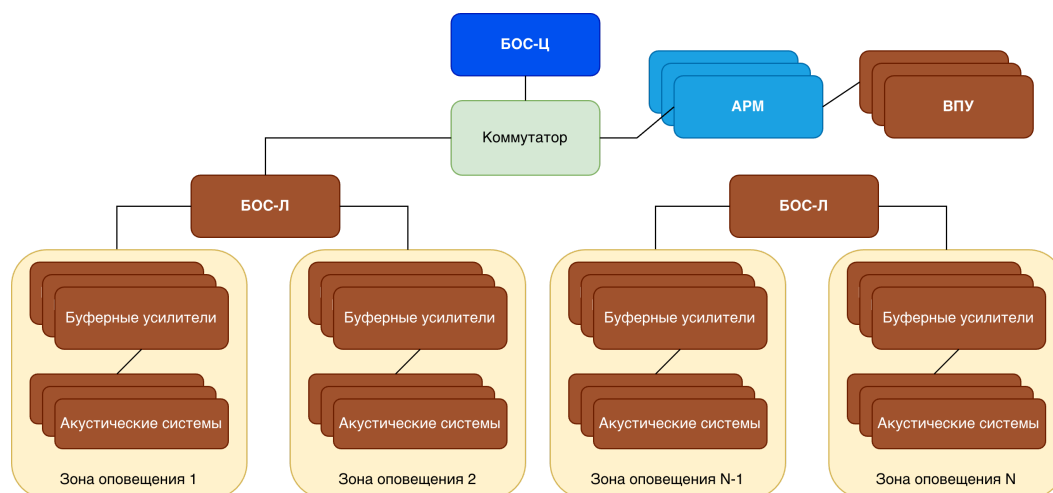 БОС-Ц
АРМ
ВПУ
Коммутатор
БОС-Л
БОС-Л
Буферные усилители
Буферные усилители
Буферные усилители
Буферные усилители
Акустические системы
Акустические системы
Акустические системы
Акустические системы
Зона оповещения 1
Зона оповещения 2
Зона оповещения N-1
Зона оповещения N